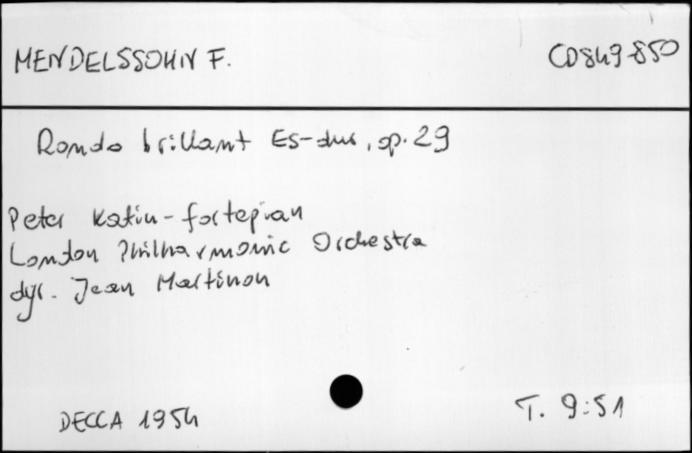 MENDELSSOHN F. CD849-850
Rondo brillant Es-dur, op. 29
Peter Katin - fortepian
London Philharmonic Orchestra
dyr. Jean Martinon
DECCA 1954 T. 9:51